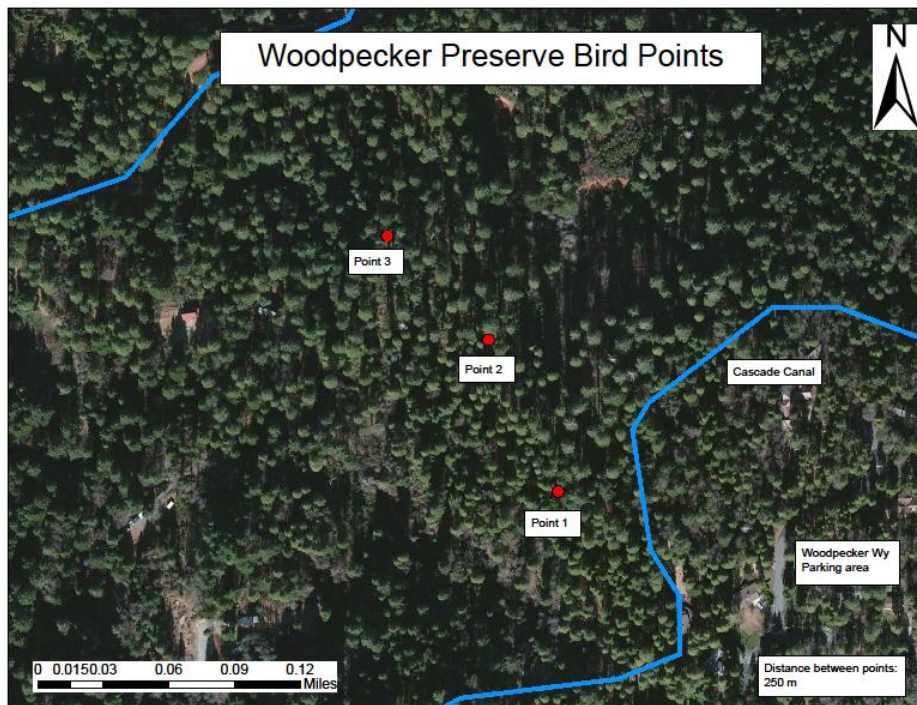 Woodpecker Preserve Bird Points
N
Point 3
Point 2
Cascade Canal
Point 1
Woodpecker Wy
Parking area
0 0.0150.03 0.06 0.09 0.12
Miles
Distance between points:
250 m